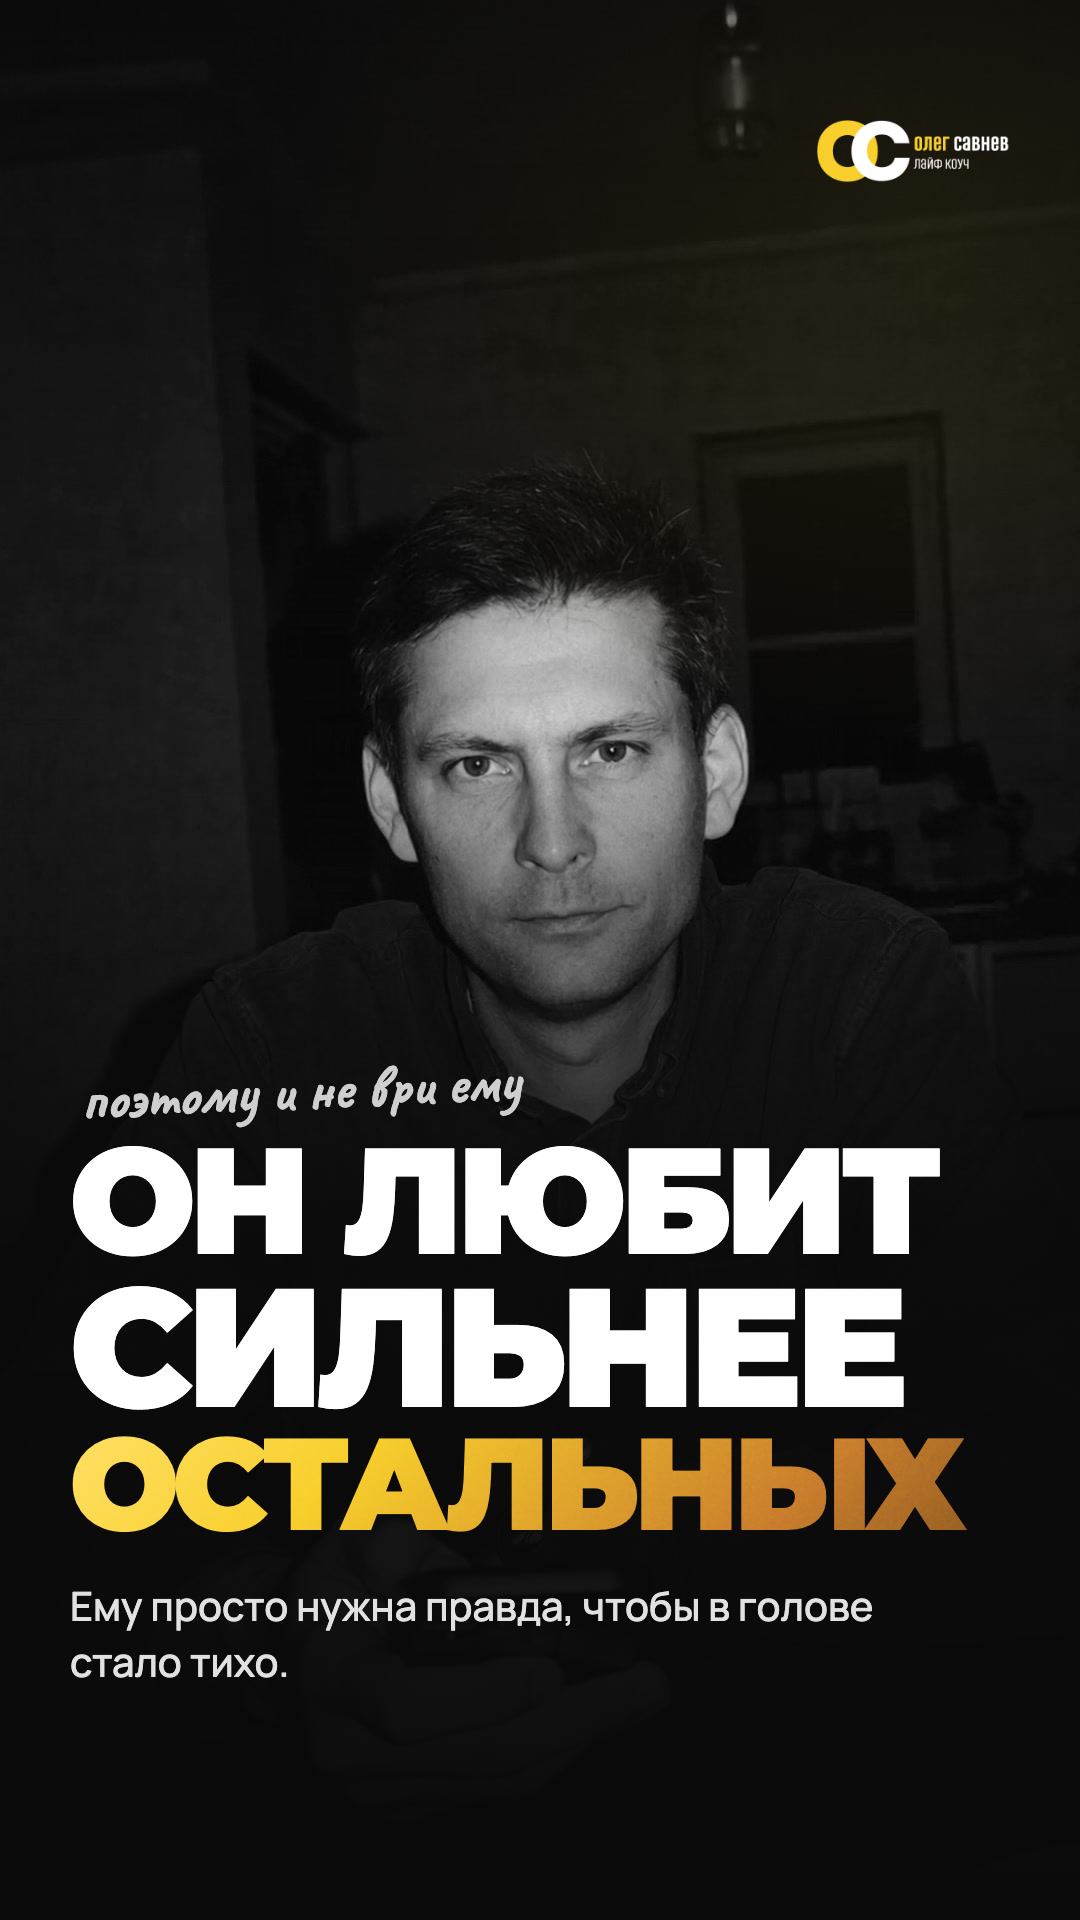 ОС
олег савнев
лайф коуч
поэтому и не ври ему
ОН ЛЮБИТ
СИЛЬНЕЕ
ОСТАЛЬНЫХ
Ему просто нужна правда, чтобы в голове
стало тихо.